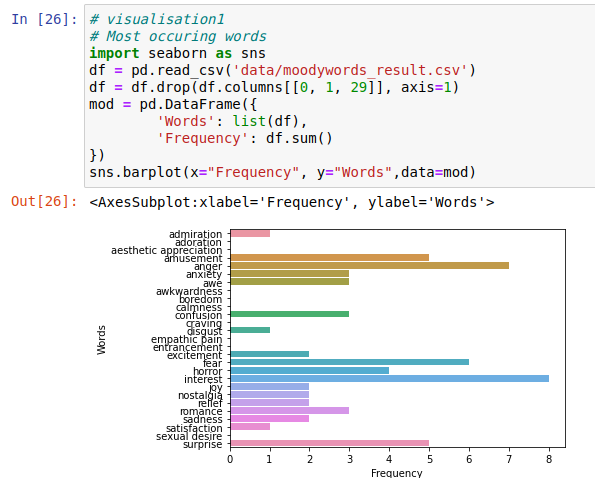 In [26]: # visualisation1
# Most occuring words
import seaborn as sns
df = pd.read_csv('data/moodywords_result.csv')
df = df.drop(df.columns[[0, 1, 29]], axis=1)
mod = pd.DataFrame({
'Words': list(df),
'Frequency': df.sum()
})
sns.barplot(x="Frequency", y="Words",data=mod)
Out[26]: <AxesSubplot:xlabel='Frequency', ylabel='Words'>
admiration
adoration
aesthetic appreciation
amusement
anger
anxiety
awe
awkwardness
boredom
calmness
confusion
craving
disgust
empathic pain
entrancement
excitement
fear
horror
interest
joy
nostalgia
relief
romance
sadness
satisfaction
sexual desire
surprise
Words
0 1 2 3 4 5 6 7 8
Frequency